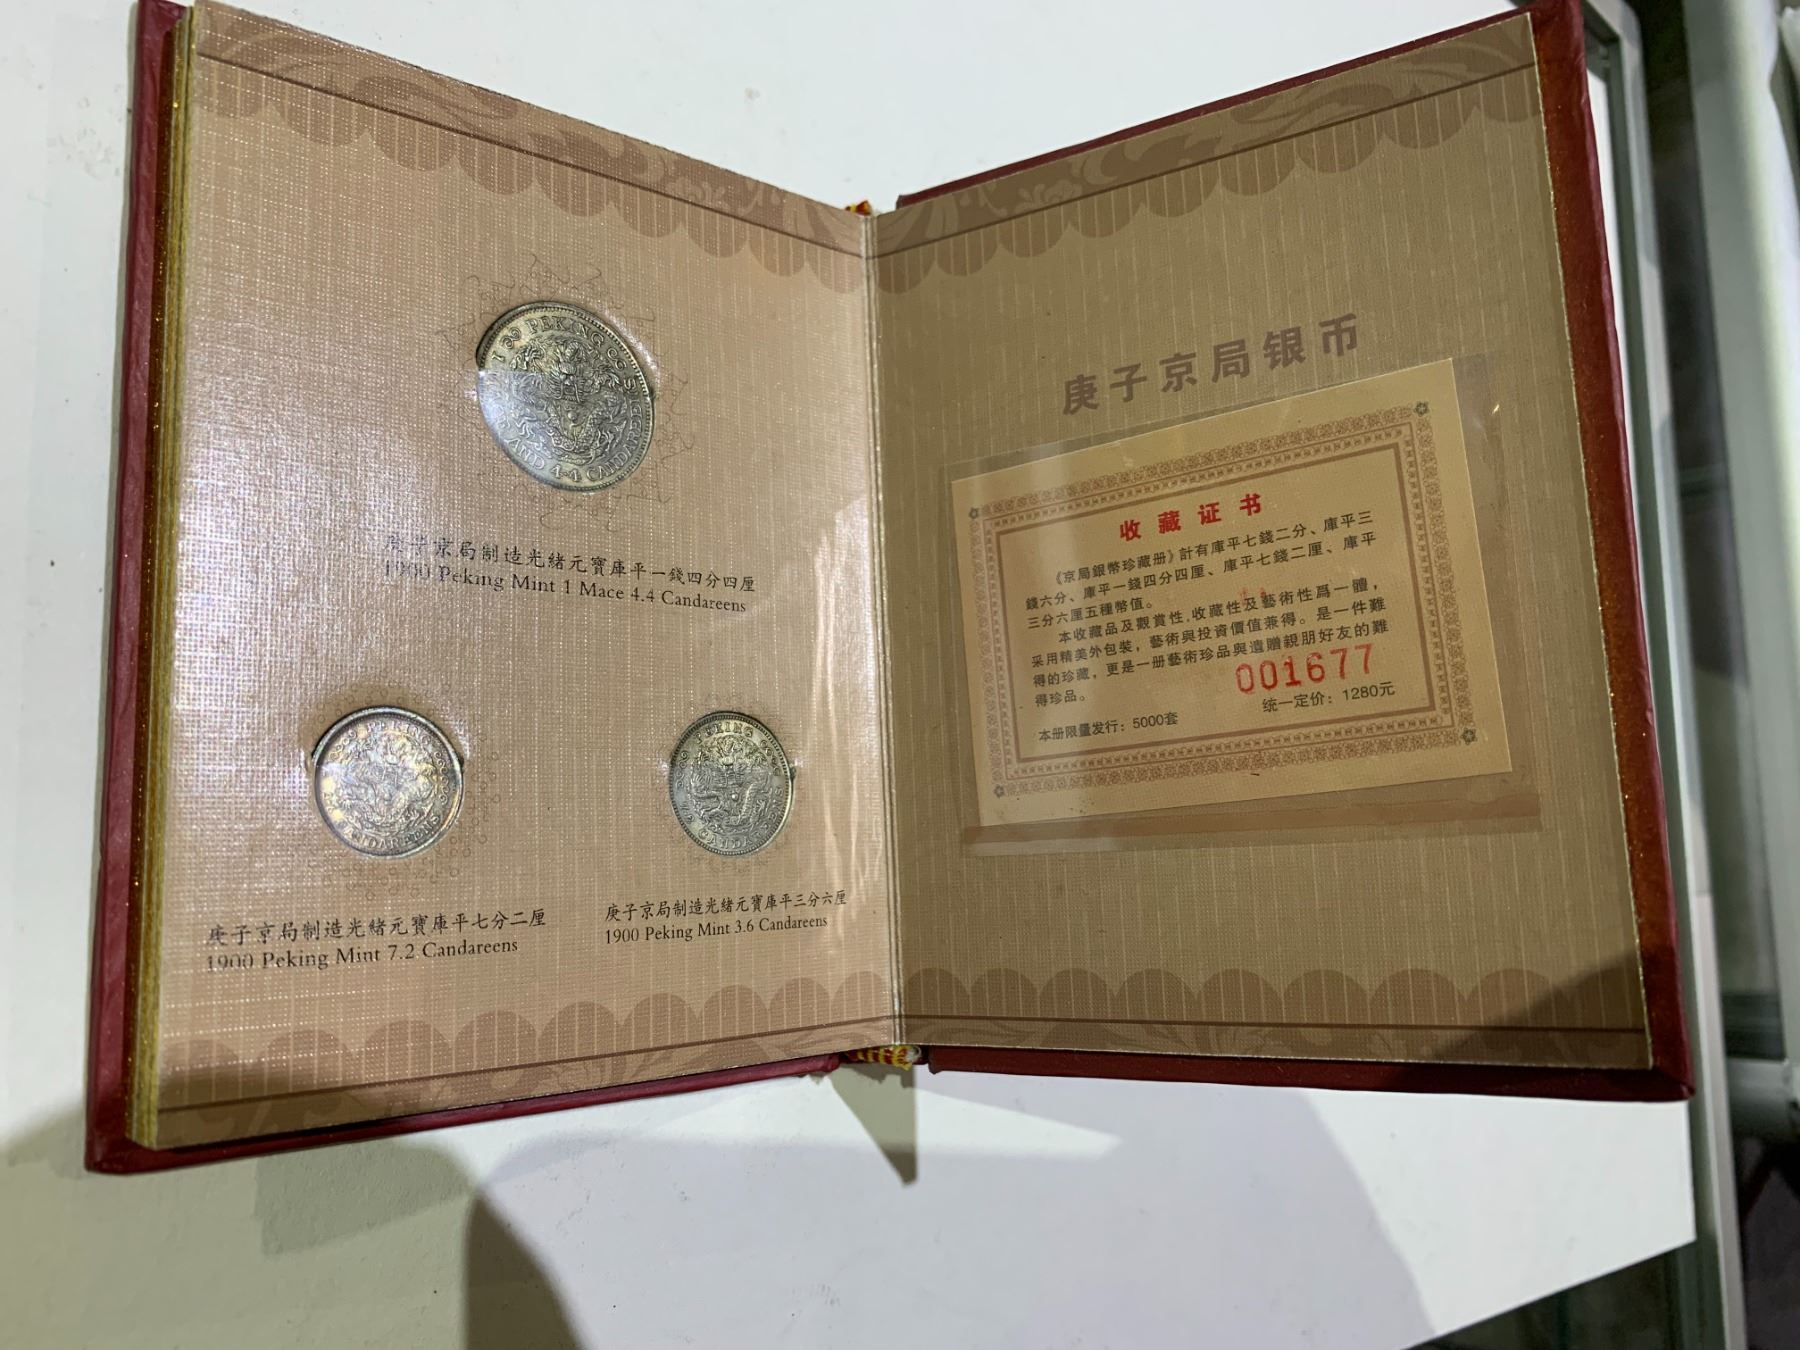 PEKING
4-4 CANDAREENS
庚子京局制造光緒元寶庫平一錢四分四厘
1900 Peking Mint 1 Mace 4.4 Candareens
CANDAREENS
PEKING
庚子京局制造光緒元寶庫平七分二厘
1900 Peking Mint 7.2 Candareens
庚子京局制造光緒元寶庫平三分六厘
1900 Peking Mint 3.6 Candareens
庚子京局银币
收藏证书
《京局銀幣珍藏册》計有庫平七錢二分、庫平三
錢六分、庫平一錢四分四厘、庫平七錢二厘、庫平
三分六厘五種幣值。
本收藏品及觀賞性,收藏性及藝術性爲一體，
采用精美外包裝，藝術與投資價值兼得。是一件難
得的珍藏，更是一册藝術珍品與遺贈親朋好友的難
得珍品。
001677
本册限量发行：5000套
统一定价：1280元